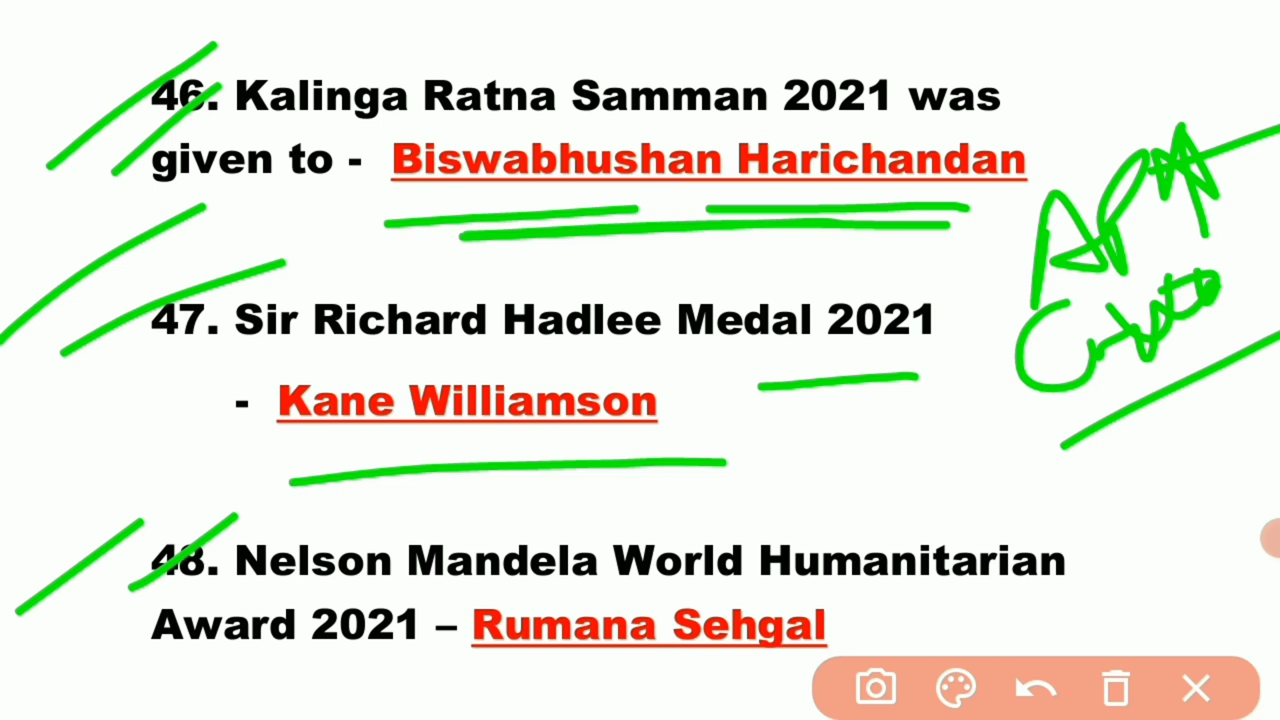 46. Kalinga Ratna Samman 2021 was
given to - Biswabhushan Harichandan
47. Sir Richard Hadlee Medal 2021
- Kane Williamson
48. Nelson Mandela World Humanitarian
Award 2021 – Rumana Sehgal